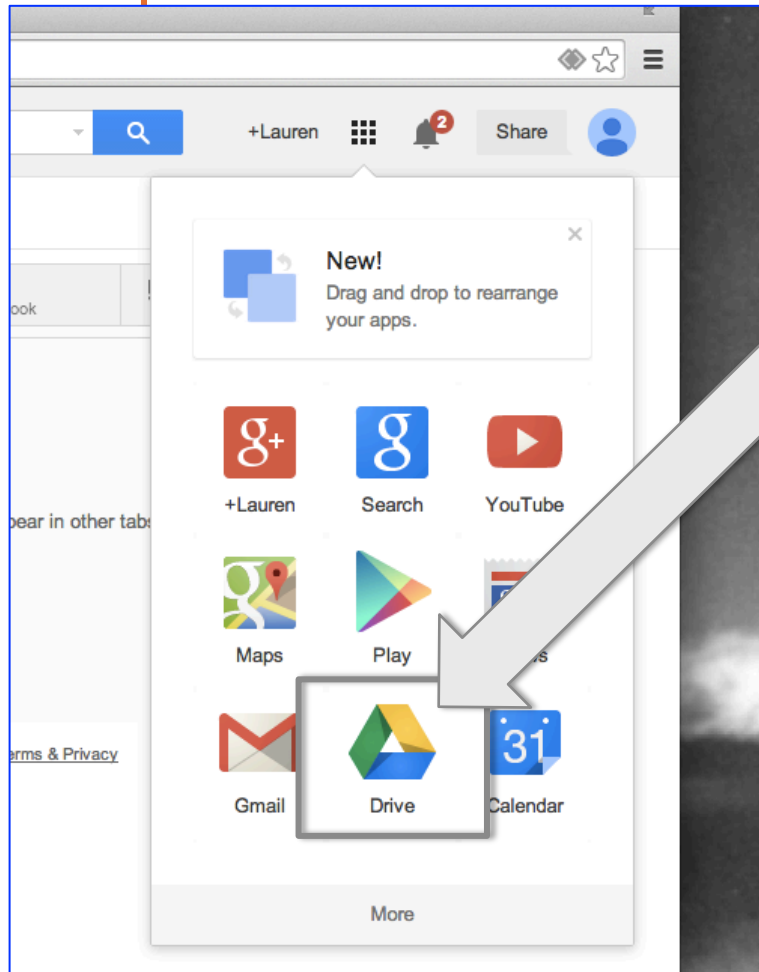 +Lauren
2
Share
New!
Drag and drop to rearrange
your apps.
ook
+Lauren
Search
YouTube
pear in other tabs
Maps
Play
Gmail
Drive
31
Calendar
erms & Privacy
More